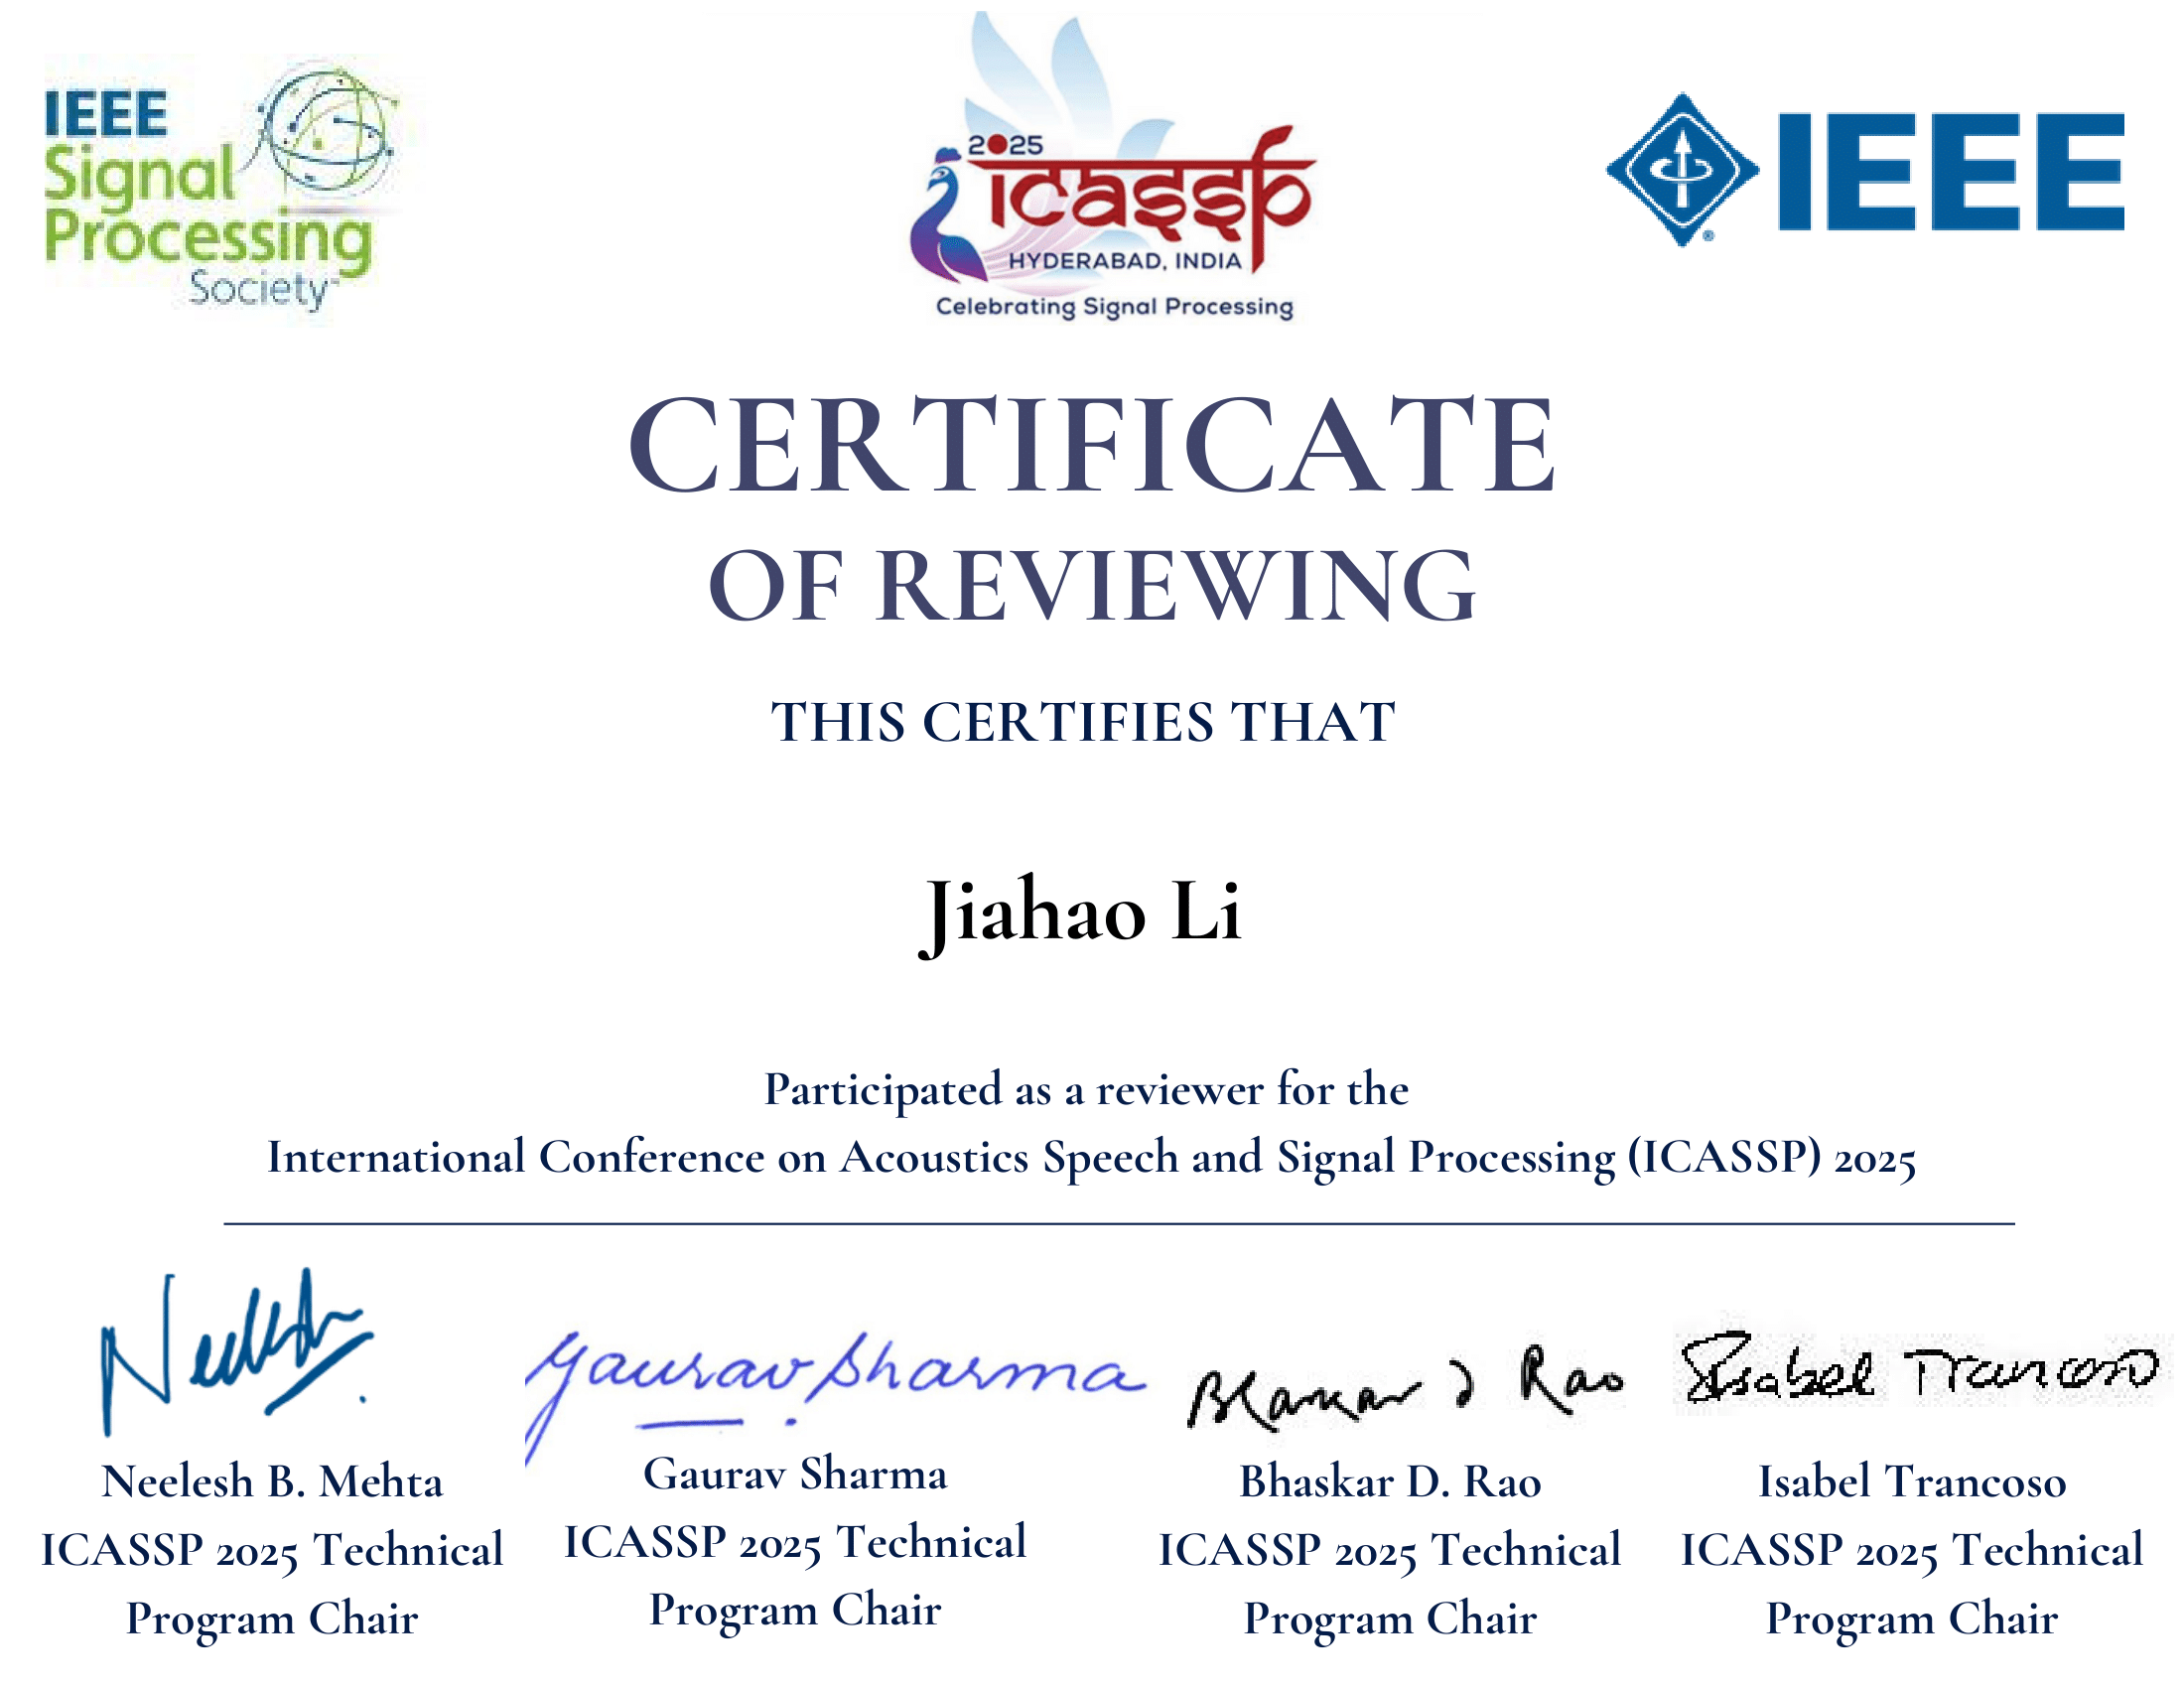 IEEE
Signal
Processing
Society
2025
icassp
HYDERABAD, INDIA
Celebrating Signal Processing
IEEE
CERTIFICATE
OF REVIEWING
THIS CERTIFIES THAT
Jiahao Li
Participated as a reviewer for the
International Conference on Acoustics Speech and Signal Processing (ICASSP) 2025
Neelesh
Gaurav Sharma
Bhaskar D Rao
Isabel Trancoso
Neelesh B. Mehta
ICASSP 2025 Technical
Program Chair
Gaurav Sharma
ICASSP 2025 Technical
Program Chair
Bhaskar D. Rao
ICASSP 2025 Technical
Program Chair
Isabel Trancoso
ICASSP 2025 Technical
Program Chair